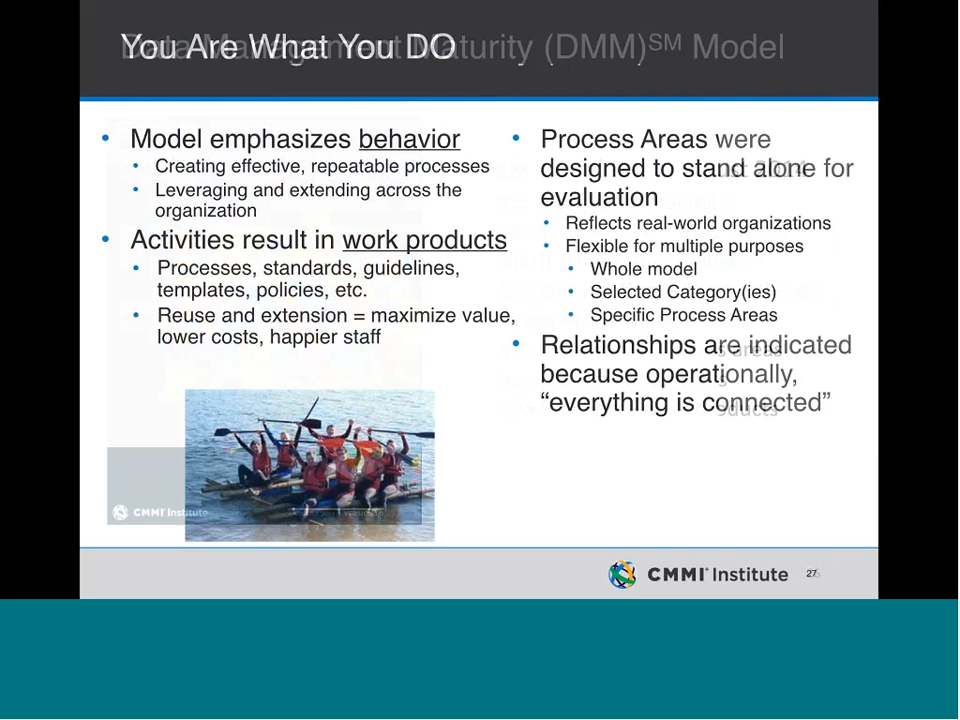 You Are What You DO
Data Management Maturity (DMM)SM Model
• Model emphasizes behavior
• Creating effective, repeatable processes
• Leveraging and extending across the
organization
• Activities result in work products
• Processes, standards, guidelines,
templates, policies, etc.
• Reuse and extension = maximize value,
lower costs, happier staff
• Process Areas were
designed to stand alone for
evaluation
• Reflects real-world organizations
• Flexible for multiple purposes
• Whole model
• Selected Category(ies)
• Specific Process Areas
• Relationships are indicated
because operationally,
“everything is connected”
2014
s areas
oducts
CMMI Institute
CMMI® Institute
27